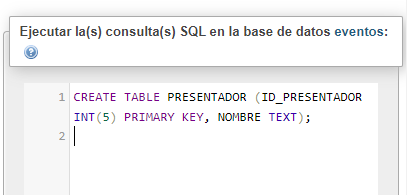 Ejecutar la(s) consulta(s) SQL en la base de datos eventos:
1 CREATE TABLE PRESENTADOR (ID_PRESENTADOR
INT(5) PRIMARY KEY, NOMBRE TEXT);
2